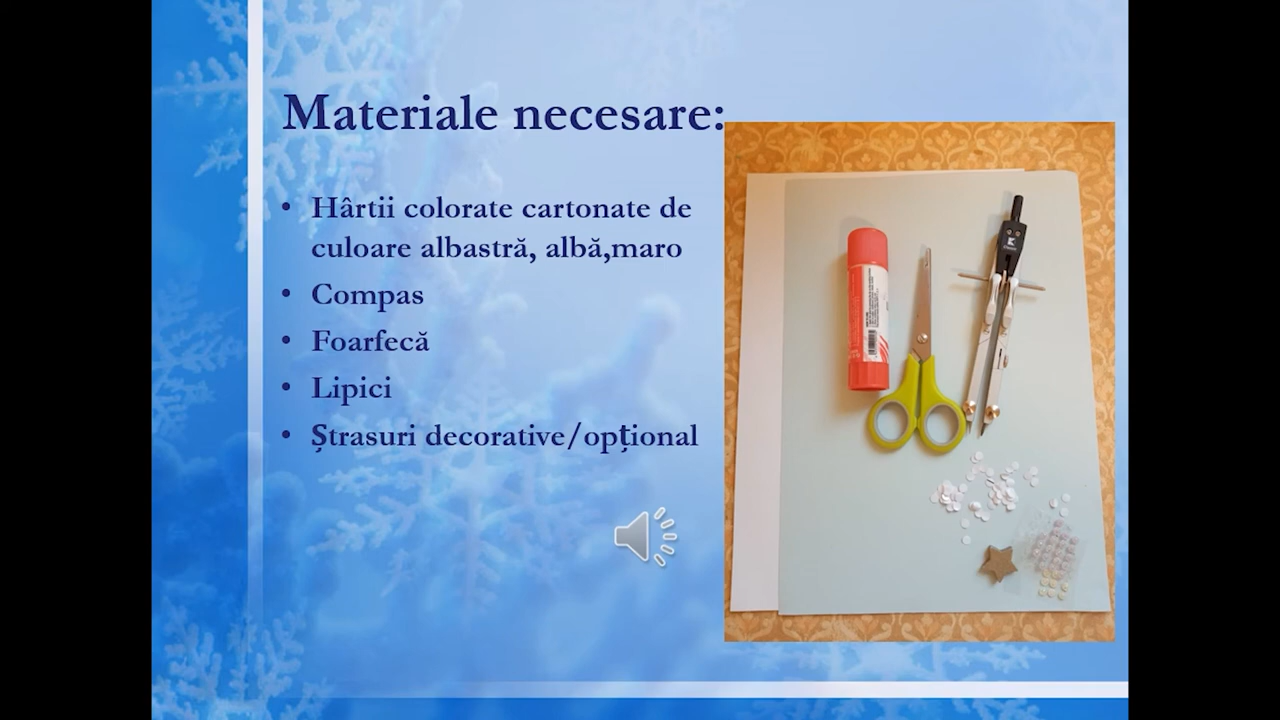 Materiale necesare:
• Hârtii colorate cartonate de
culoare albastră, albă,maro
• Compas
• Foarfecă
• Lipici
• Ștrasuri decorative/opțional